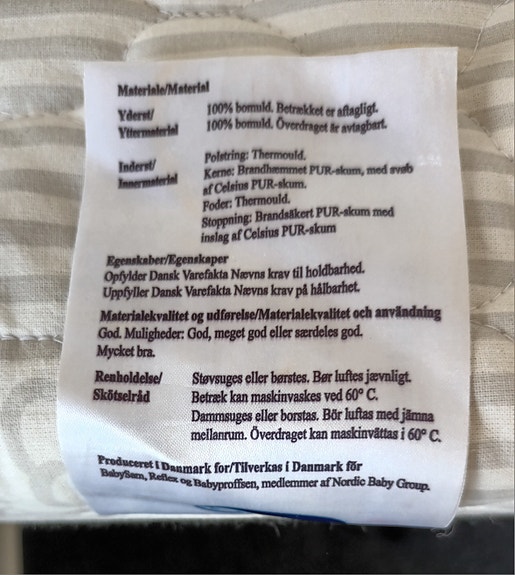 Materiale/Material
Yderst/ 100% bomuld. Betrækket er aftageligt.
Yttermaterial 100% bomuld. Överdraget är avtagbart.
Inderst/ Polstring: Thermould.
Innermaterial Kerne: Brandhæmmet PUR-skum, med svøb
af Celsius PUR-skum.
Foder: Thermould.
Stoppning: Brandsäkert PUR-skum med
inslag af Celsius PUR-skum
Egenskaber/Egenskaper
Opfylder Dansk Varefakta Nævns krav til holdbarhed.
Uppfyller Dansk Varefakta Nævns krav på hålbarhet.
Materialekvalitet og udførelse/Materialekvalitet och användning
God. Muligheder: God, meget god eller særdeles god.
Mycket bra.
Renholdelse/ Støvsuges eller børstes. Bør luftes jævnligt.
Skötselråd Betræk kan maskinvaskes ved 60° C.
Dammsuges eller borstas. Bör luftas med jämna
mellanrum. Överdraget kan maskinvättas i 60° C.
Produceret i Danmark for/Tilverkas i Danmark för
BabySam, Reflex og Babyproffsen, medlemmer af Nordic Baby Group.